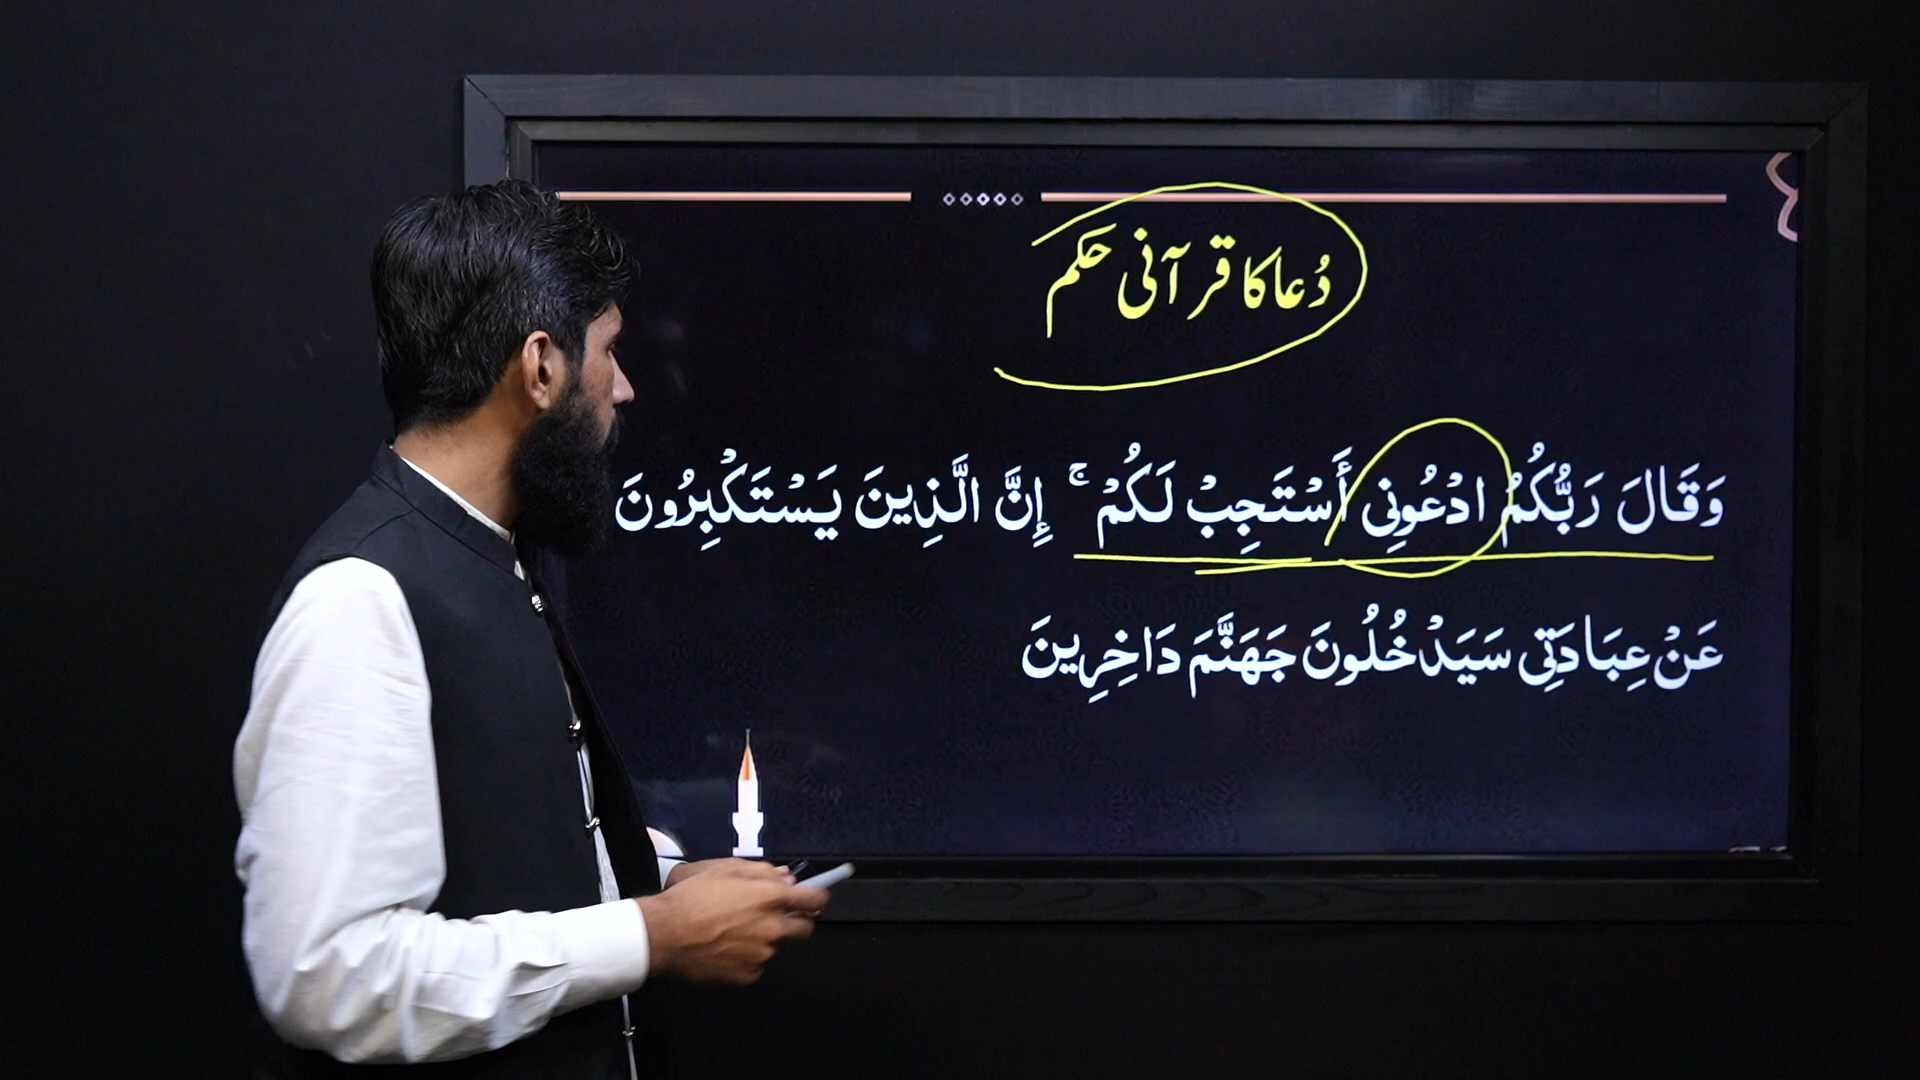 دُعا کا قرآنی حکم
وَقَالَ رَبُّكُمُ ادْعُونِي أَسْتَجِبْ لَكُمْ ۚ إِنَّ الَّذِينَ يَسْتَكْبِرُونَ
عَنْ عِبَادَتِي سَيَدْخُلُونَ جَهَنَّمَ دَاخِرِينَ